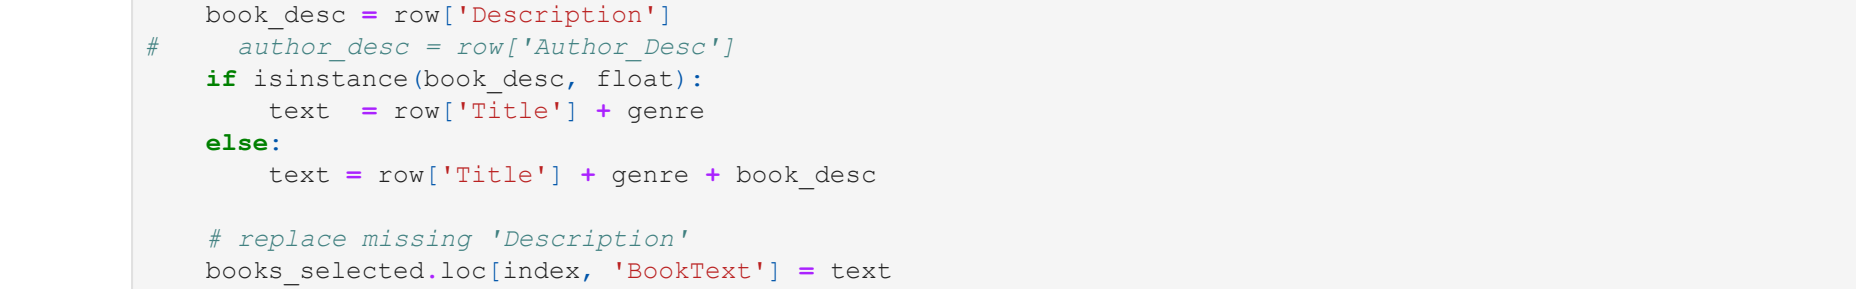 book_desc = row['Description']
#     author_desc = row['Author_Desc']
    if isinstance(book_desc, float):
        text  = row['Title'] + genre
    else:
        text = row['Title'] + genre + book_desc
    # replace missing 'Description'
    books_selected.loc[index, 'BookText'] = text